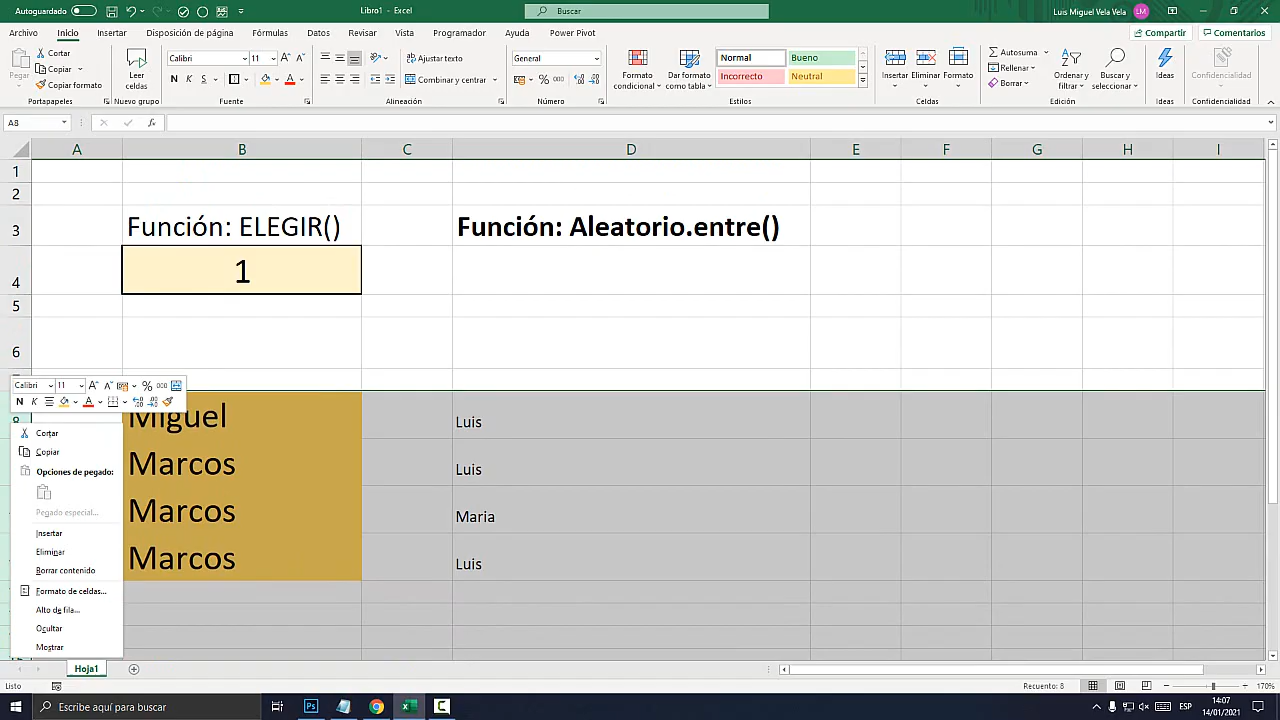 Autoguardado
Libro1 - Excel
Buscar
Luis Miguel Vela Vela
LM
Archivo Inicio Insertar Disposición de página Fórmulas Datos Revisar Vista Programador Ayuda Power Pivot
Compartir
Comentarios
Pegar
Cortar
Copiar
Copiar formato
Portapapeles
Leer celdas
Nuevo grupo
Calibri 11
N K S
Fuente
Ajustar texto
Combinar y centrar
Alineación
General
% 000
Número
Formato condicional
Dar formato como tabla
Normal Bueno
Incorrecto Neutral
Estilos
Insertar Eliminar Formato
Celdas
Autosuma
Rellenar
Borrar
Ordenar y filtrar
Buscar y seleccionar
Edición
Ideas
Ideas
Confidencialidad
Confidencialidad
A8
fx
A B C D E F G H I
1
2
3 Función: ELEGIR() Función: Aleatorio.entre()
4 1
5
6
Calibri 11 % 000
N K
8 Miguel Luis
Marcos Luis
Marcos Maria
Marcos Luis
Cortar
Copiar
Opciones de pegado:
Pegado especial...
Insertar
Eliminar
Borrar contenido
Formato de celdas...
Alto de fila...
Ocultar
Mostrar
Hoja1
Listo
Recuento: 8
170%
Escribe aquí para buscar
Ps
ESP
14:07
14/01/2021